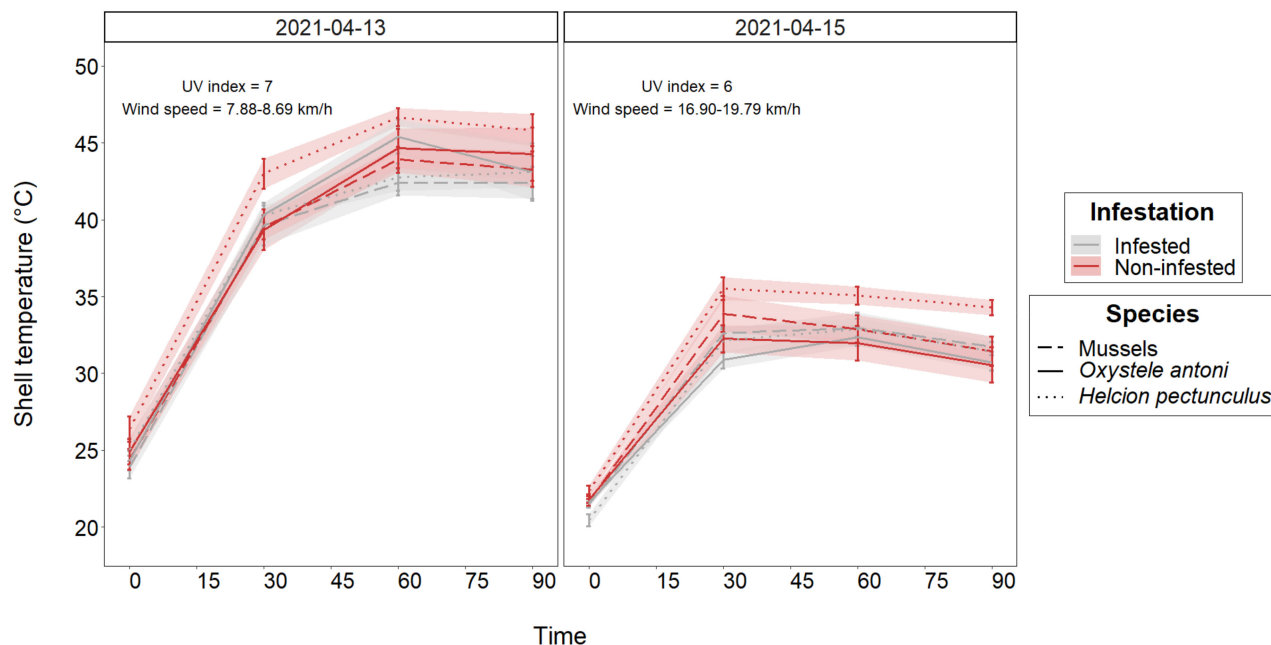 2021-04-13
2021-04-15
UV index = 7
Wind speed = 7.88-8.69 km/h
UV index = 6
Wind speed = 16.90-19.79 km/h
50
45
40
35
30
25
20
Shell temperature (°C)
0 15 30 45 60 75 90
0 15 30 45 60 75 90
Time
Infestation
Infested
Non-infested
Species
Mussels
Oxystele antoni
Helcion pectunculus